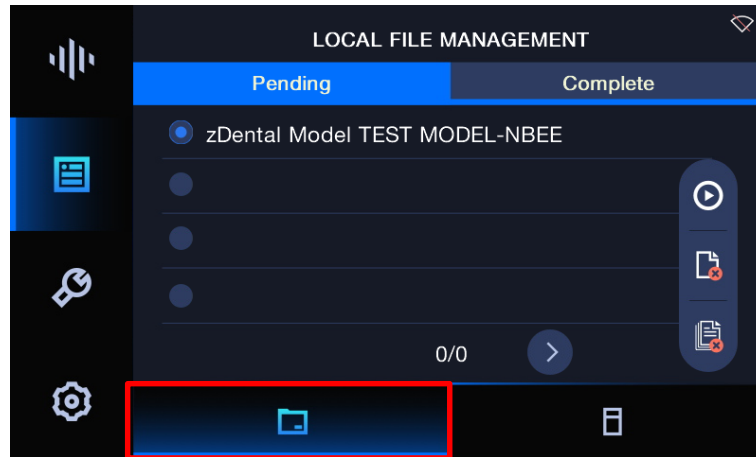 LOCAL FILE MANAGEMENT
Pending
Complete
zDental Model TEST MODEL-NBEE
0/0